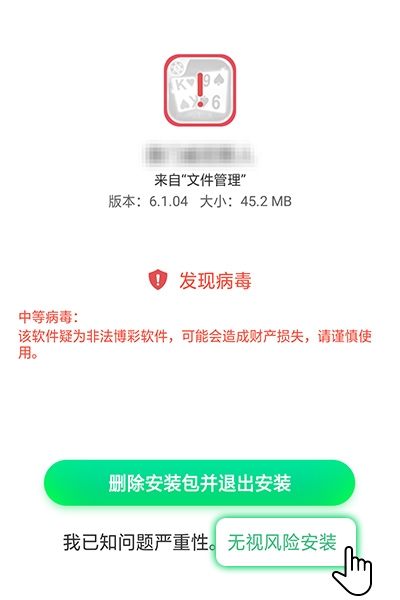 K 9
K 6
来自“文件管理”
版本：6.1.04 大小：45.2 MB
发现病毒
中等病毒：
该软件疑为非法博彩软件，可能会造成财产损失，请谨慎使
用。
删除安装包并退出安装
我已知问题严重性。无视风险安装